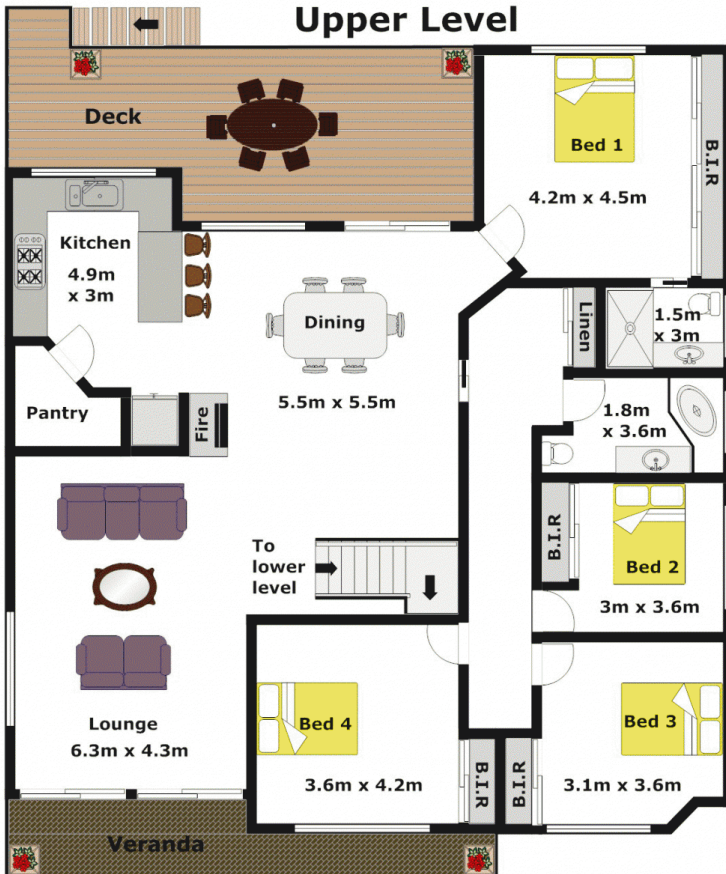 Upper Level
Deck
Bed 1
4.2m x 4.5m
B.I.R
Kitchen
4.9m
x 3m
Dining
5.5m x 5.5m
Linen
1.5m
x 3m
Pantry
Fire
1.8m
x 3.6m
B.I.R
Bed 2
3m x 3.6m
To
lower
level
Lounge
6.3m x 4.3m
Bed 4
3.6m x 4.2m
B.I.R
B.I.R
Bed 3
3.1m x 3.6m
Veranda